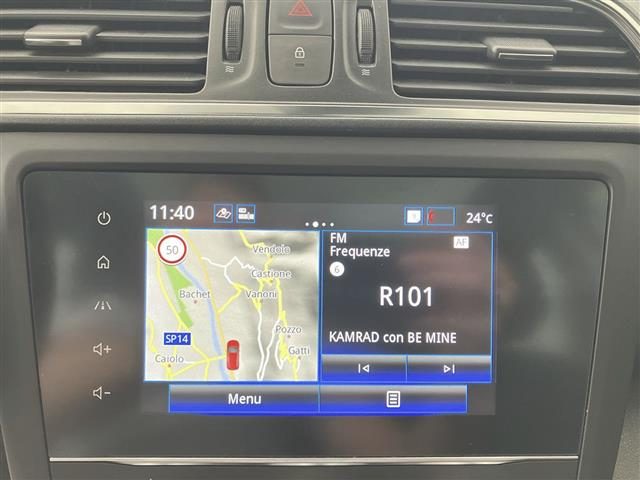 11:40
24°c
50
Vendolo
Castione
Bachet
Vanoni
SP14
Pozzo
Caiolo
Gatti
FM
AF
Frequenze
6
R101
KAMRAD con BE MINE
Menu